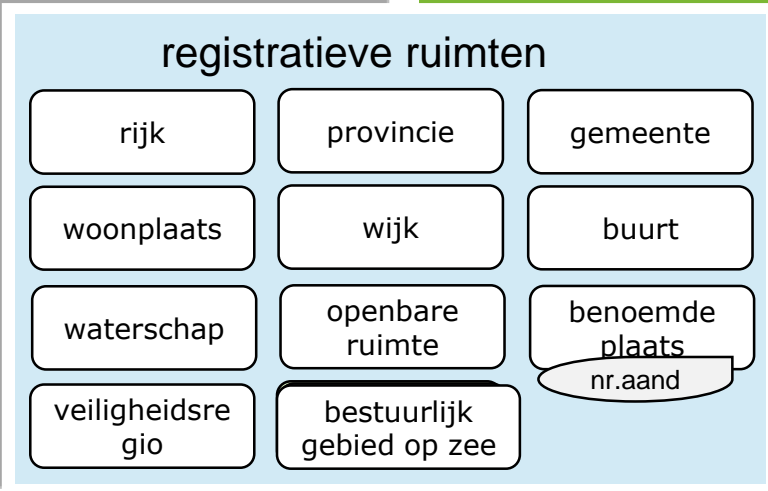 registratieve ruimten
rijk
provincie
gemeente
woonplaats
wijk
buurt
waterschap
openbare
ruimte
benoemde
plaats
nr.aand
veiligheidsre
gio
bestuurlijk
gebied op zee